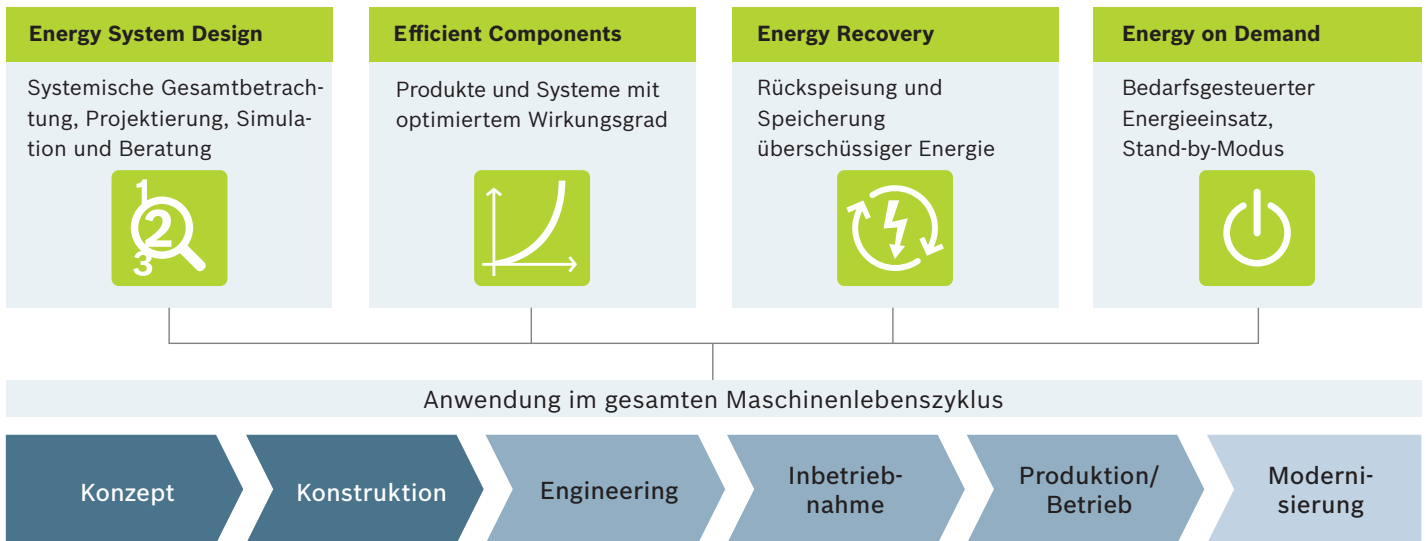 Energy System Design
Systemische Gesamtbetrach-
tung, Projektierung, Simula-
tion und Beratung
1
2
3
Efficient Components
Produkte und Systeme mit
optimiertem Wirkungsgrad
Energy Recovery
Rückspeisung und
Speicherung
überschüssiger Energie
Energy on Demand
Bedarfsgesteuerter
Energieeinsatz,
Stand-by-Modus
Anwendung im gesamten Maschinenlebenszyklus
Konzept
Konstruktion
Engineering
Inbetrieb-
nahme
Produktion/
Betrieb
Moderni-
sierung